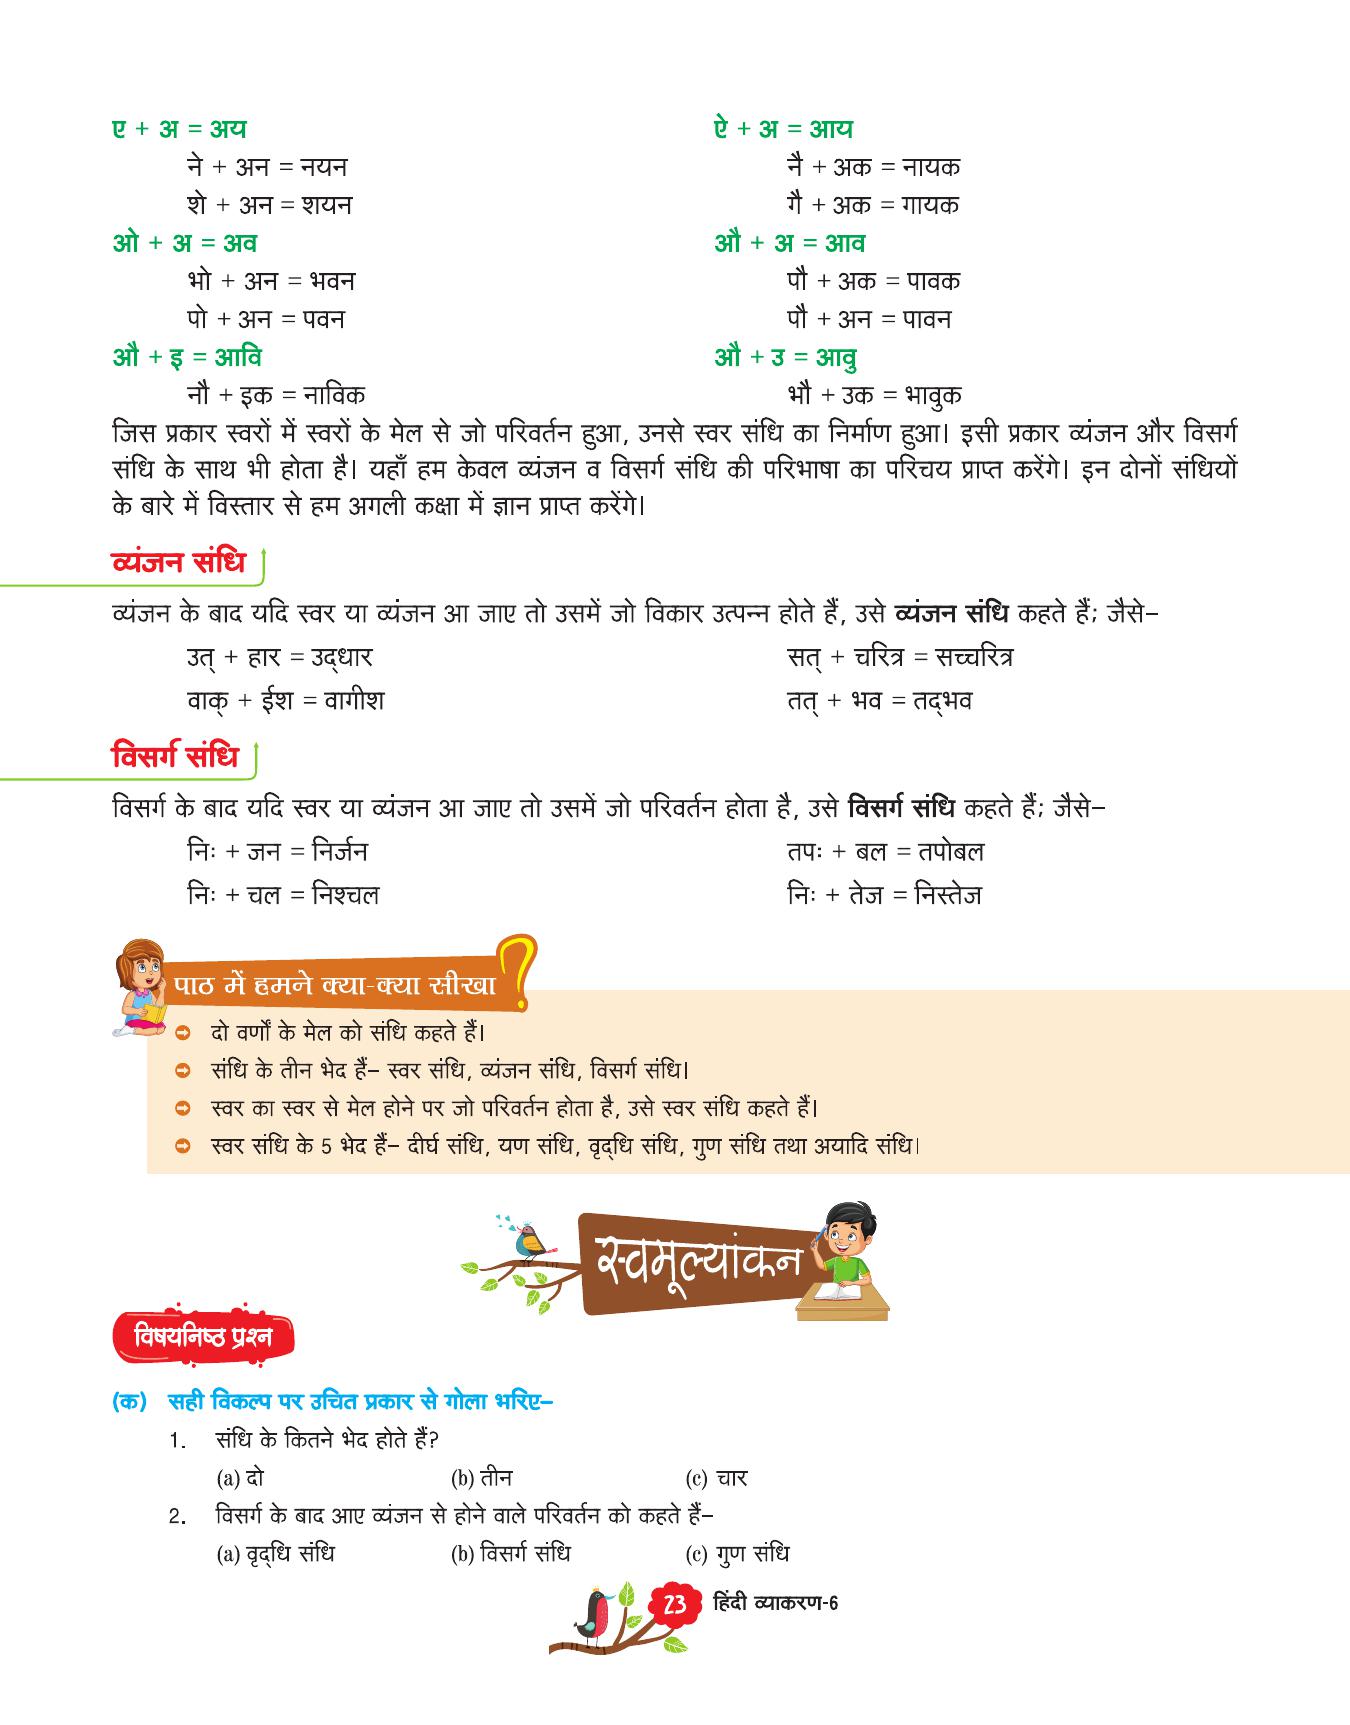 ए + अ = अय
ऐ + अ = आय
ने + अन = नयन
नै + अक = नायक
शे + अन = शयन
गै + अक = गायक
ओ + अ = अव
औ + अ = आव
भो + अन = भवन
पौ + अक = पावक
पो + अन = पवन
पौ + अन = पावन
औ + इ = आवि
औ + उ = आवु
नौ + इक = नाविक
भौ + उक = भावुक
जिस प्रकार स्वरों में स्वरों के मेल से जो परिवर्तन हुआ, उनसे स्वर संधि का निर्माण हुआ। इसी प्रकार व्यंजन और विसर्ग
संधि के साथ भी होता है। यहाँ हम केवल व्यंजन व विसर्ग संधि की परिभाषा का परिचय प्राप्त करेंगे। इन दोनों संधियों
के बारे में विस्तार से हम अगली कक्षा में ज्ञान प्राप्त करेंगे।
व्यंजन संधि
व्यंजन के बाद यदि स्वर या व्यंजन आ जाए तो उसमें जो विकार उत्पन्न होते हैं, उसे व्यंजन संधि कहते हैं; जैसे–
उत् + हार = उद्‌धार
सत् + चरित्र = सच्चरित्र
वाक् + ईश = वागीश
तत् + भव = तद्‌भव
विसर्ग संधि
विसर्ग के बाद यदि स्वर या व्यंजन आ जाए तो उसमें जो परिवर्तन होता है, उसे विसर्ग संधि कहते हैं; जैसे–
निः + जन = निर्जन
तपः + बल = तपोबल
निः + चल = निश्चल
निः + तेज = निस्तेज
पाठ में हमने क्या-क्या सीखा
दो वर्णों के मेल को संधि कहते हैं।
संधि के तीन भेद हैं– स्वर संधि, व्यंजन संधि, विसर्ग संधि।
स्वर का स्वर से मेल होने पर जो परिवर्तन होता है, उसे स्वर संधि कहते हैं।
स्वर संधि के 5 भेद हैं– दीर्घ संधि, यण संधि, वृद्‌धि संधि, गुण संधि तथा अयादि संधि।
स्वमूल्यांकन
विषयनिष्ठ प्रश्न
(क) सही विकल्प पर उचित प्रकार से गोला भरिए–
1. संधि के कितने भेद होते हैं?
(a) दो (b) तीन (c) चार
2. विसर्ग के बाद आए व्यंजन से होने वाले परिवर्तन को कहते हैं–
(a) वृद्‌धि संधि (b) विसर्ग संधि (c) गुण संधि
23 हिंदी व्याकरण-6